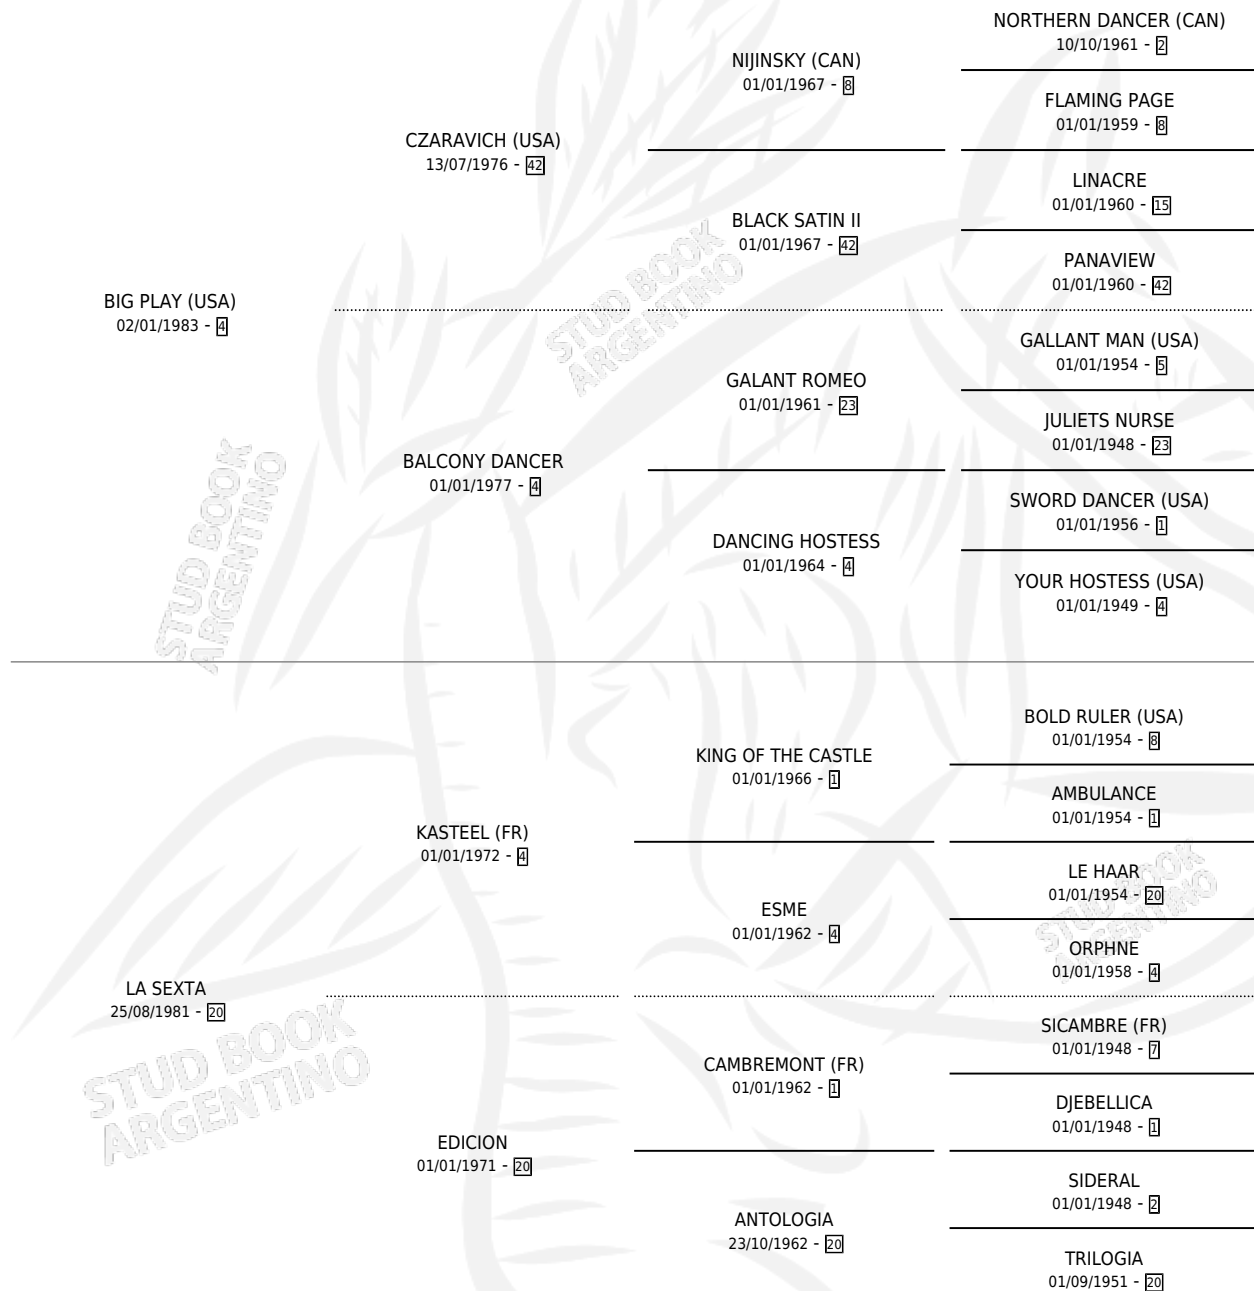 NORTHERN DANCER (CAN)
10/10/1961 - 2
NIJINSKY (CAN)
01/01/1967 - 8
FLAMING PAGE
01/01/1959 - 8
CZARAVICH (USA)
13/07/1976 - 42
LINACRE
01/01/1960 - 15
BLACK SATIN II
01/01/1967 - 42
PANAVIEW
01/01/1960 - 42
BIG PLAY (USA)
02/01/1983 - 4
GALLANT MAN (USA)
01/01/1954 - 5
GALANT ROMEO
01/01/1961 - 23
JULIETS NURSE
01/01/1948 - 23
BALCONY DANCER
01/01/1977 - 4
SWORD DANCER (USA)
01/01/1956 - 1
DANCING HOSTESS
01/01/1964 - 4
YOUR HOSTESS (USA)
01/01/1949 - 4
STUD BOOK
ARGENTINO
STUD BOOK
ARGENTINO
BOLD RULER (USA)
01/01/1954 - 8
KING OF THE CASTLE
01/01/1966 - 1
AMBULANCE
01/01/1954 - 1
KASTEEL (FR)
01/01/1972 - 4
LE HAAR
01/01/1954 - 20
ESME
01/01/1962 - 4
ORPHNE
01/01/1958 - 4
LA SEXTA
25/08/1981 - 20
SICAMBRE (FR)
01/01/1948 - 7
CAMBREMONT (FR)
01/01/1962 - 1
DJEBELLICA
01/01/1948 - 1
EDICION
01/01/1971 - 20
SIDERAL
01/01/1948 - 2
ANTOLOGIA
23/10/1962 - 20
TRILOGIA
01/09/1951 - 20
STUD BOOK
ARGENTINO
STUD BOOK
ARGENTINO